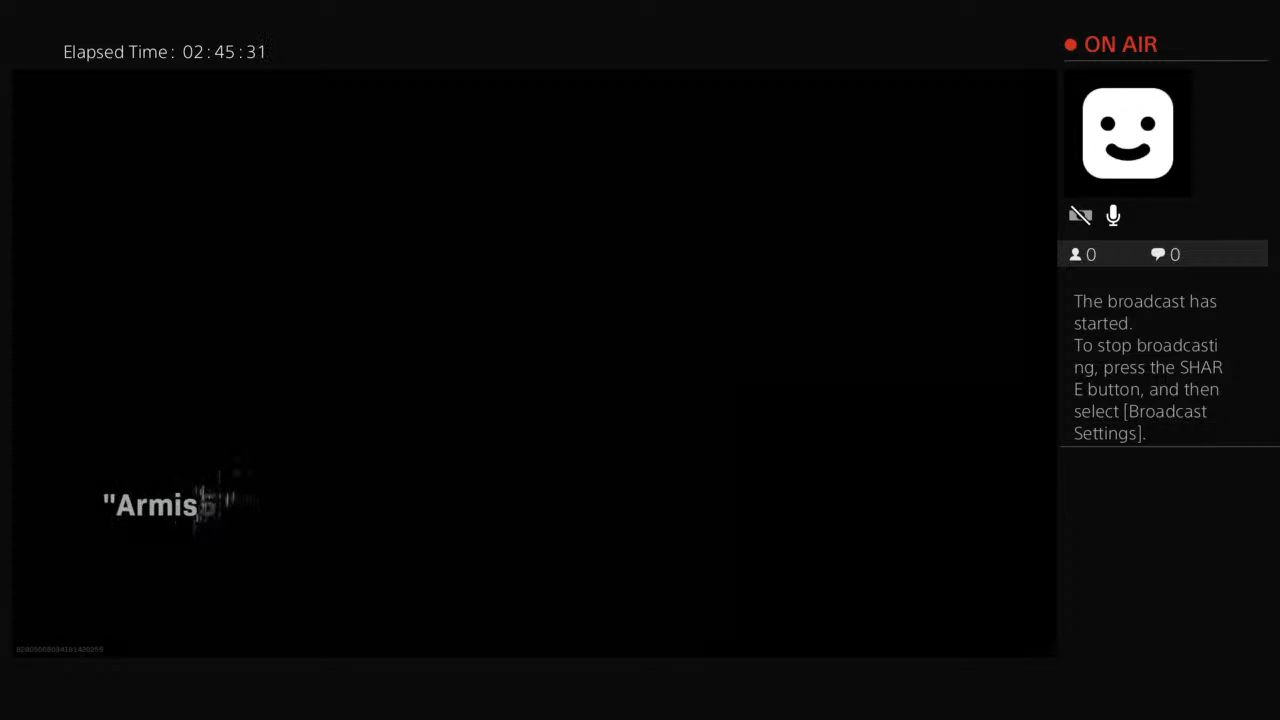 Elapsed Time: 02:45:31
ON AIR
0 0
The broadcast has
started.
To stop broadcasti
ng, press the SHAR
E button, and then
select [Broadcast
Settings].
"Armis